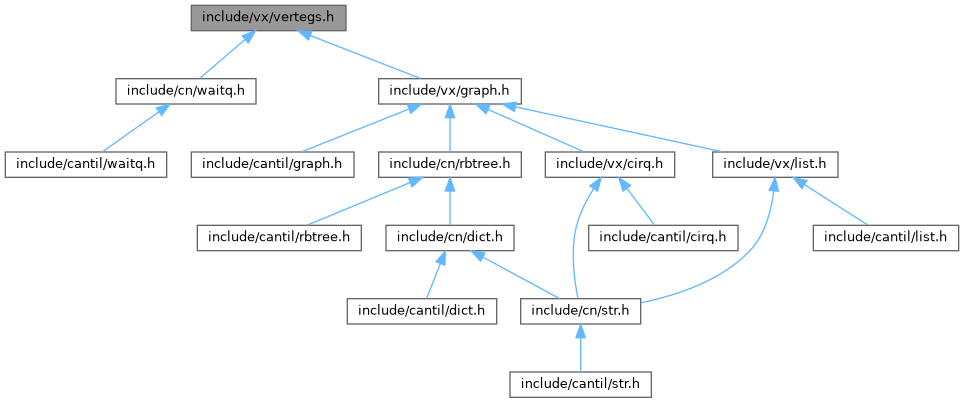 include/vx/vertegs.h
include/cn/waitq.h
include/vx/graph.h
include/cantil/waitq.h
include/cantil/graph.h
include/cn/rbtree.h
include/vx/cirq.h
include/vx/list.h
include/cantil/rbtree.h
include/cn/dict.h
include/cantil/cirq.h
include/cantil/list.h
include/cantil/dict.h
include/cn/str.h
include/cantil/str.h